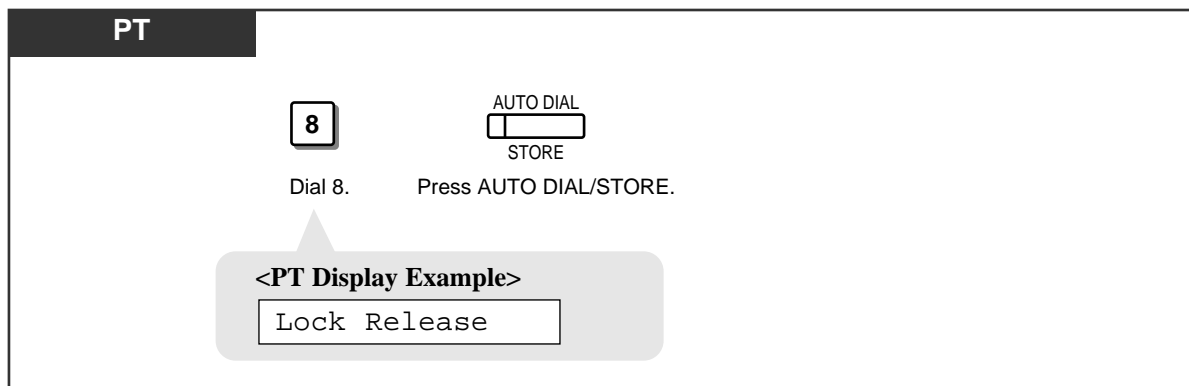 PT
8
AUTO DIAL
STORE
Dial 8.
Press AUTO DIAL/STORE.
<PT Display Example>
Lock Release